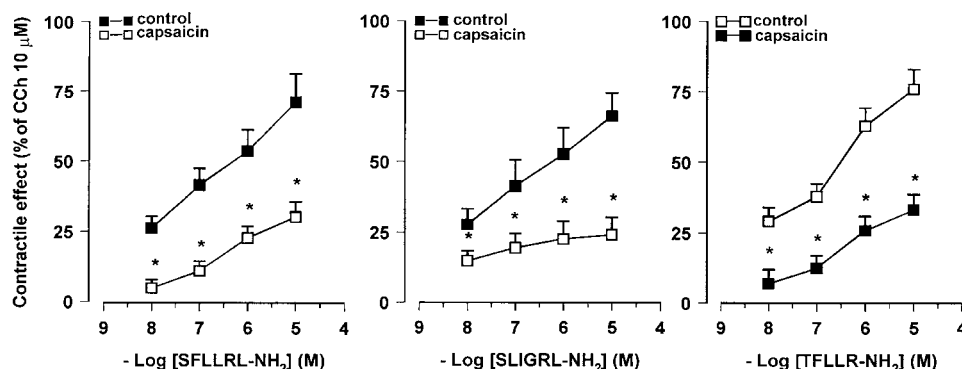 Contractile effect (% of CCh 10 µM)
control
capsaicin
100
75
50
25
0
* * * *
9 8 7 6 5 4
- Log [SFLLRL-NH2] (M)
control
capsaicin
100
75
50
25
0
* * * *
9 8 7 6 5 4
- Log [SLIGRL-NH2] (M)
control
capsaicin
100
75
50
25
0
* * * *
9 8 7 6 5 4
- Log [TFLLR-NH2] (M)